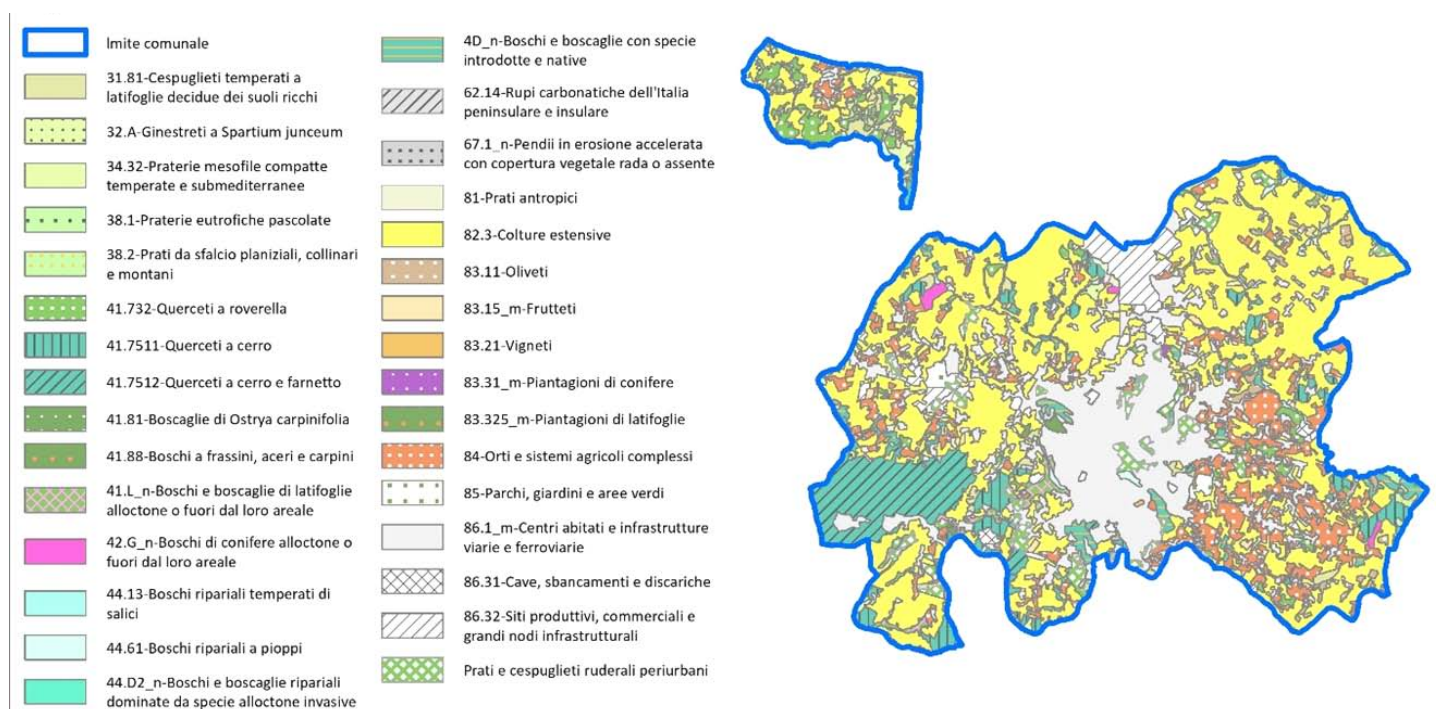 lmite comunale
31.81-Cespuglieti temperati a
latifoglie decidue dei suoli ricchi
32.A-Ginestreti a Spartium junceum
34.32-Praterie mesofile compatte
temperate e submediterranee
38.1-Praterie eutrofiche pascolate
38.2-Prati da sfalcio planiziali, collinari
e montani
41.732-Querceti a roverella
41.7511-Querceti a cerro
41.7512-Querceti a cerro e farnetto
41.81-Boscaglie di Ostrya carpinifolia
41.88-Boschi a frassini, aceri e carpini
41.L_n-Boschi e boscaglie di latifoglie
alloctone o fuori dal loro areale
42.G_n-Boschi di conifere alloctone o
fuori dal loro areale
44.13-Boschi ripariali temperati di
salici
44.61-Boschi ripariali a pioppi
44.D2_n-Boschi e boscaglie ripariali
dominate da specie alloctone invasive
4D_n-Boschi e boscaglie con specie
introdotte e native
62.14-Rupi carbonatiche dell'Italia
peninsulare e insulare
67.1_n-Pendii in erosione accelerata
con copertura vegetale rada o assente
81-Prati antropici
82.3-Colture estensive
83.11-Oliveti
83.15_m-Frutteti
83.21-Vigneti
83.31_m-Piantagioni di conifere
83.325_m-Piantagioni di latifoglie
84-Orti e sistemi agricoli complessi
85-Parchi, giardini e aree verdi
86.1_m-Centri abitati e infrastrutture
viarie e ferroviarie
86.31-Cave, sbancamenti e discariche
86.32-Siti produttivi, commerciali e
grandi nodi infrastrutturali
Prati e cespuglieti ruderali periurbani